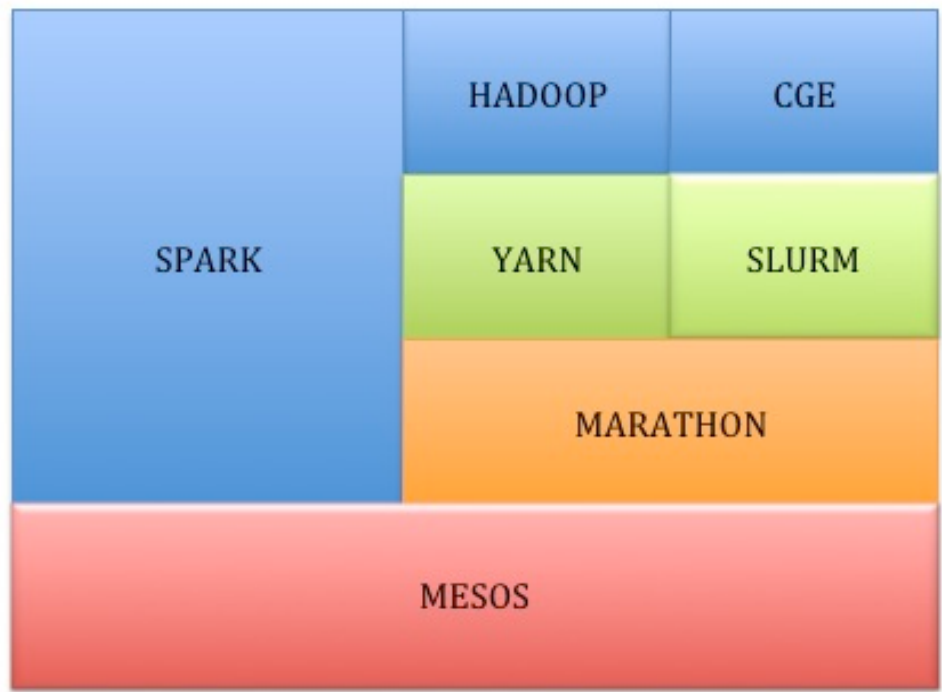 HADOOP
CGE
SPARK
YARN
SLURM
MARATHON
MESOS